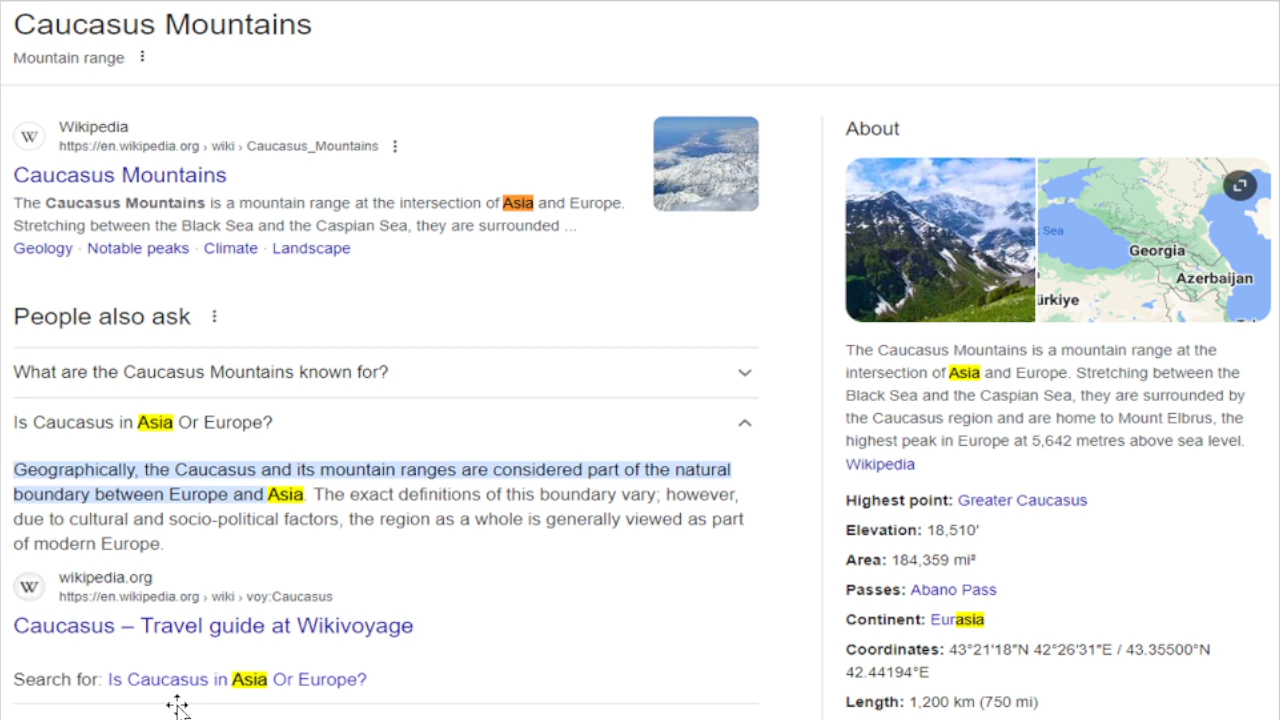 Caucasus Mountains
Mountain range
Wikipedia
https://en.wikipedia.org › wiki › Caucasus_Mountains
Caucasus Mountains
The Caucasus Mountains is a mountain range at the intersection of Asia and Europe.
Stretching between the Black Sea and the Caspian Sea, they are surrounded ...
Geology · Notable peaks · Climate · Landscape
People also ask
What are the Caucasus Mountains known for?
Is Caucasus in Asia Or Europe?
Geographically, the Caucasus and its mountain ranges are considered part of the natural
boundary between Europe and Asia. The exact definitions of this boundary vary; however,
due to cultural and socio-political factors, the region as a whole is generally viewed as part
of modern Europe.
W
wikipedia.org
https://en.wikipedia.org › wiki › voy:Caucasus
Caucasus – Travel guide at Wikivoyage
Search for: Is Caucasus in Asia Or Europe?
About
Sea
Georgia
Azerbaijan
ürkiye
The Caucasus Mountains is a mountain range at the
intersection of Asia and Europe. Stretching between the
Black Sea and the Caspian Sea, they are surrounded by
the Caucasus region and are home to Mount Elbrus, the
highest peak in Europe at 5,642 metres above sea level.
Wikipedia
Highest point: Greater Caucasus
Elevation: 18,510′
Area: 184,359 mi²
Passes: Abano Pass
Continent: Eurasia
Coordinates: 43°21′18″N 42°26′31″E / 43.35500°N
42.44194°E
Length: 1,200 km (750 mi)